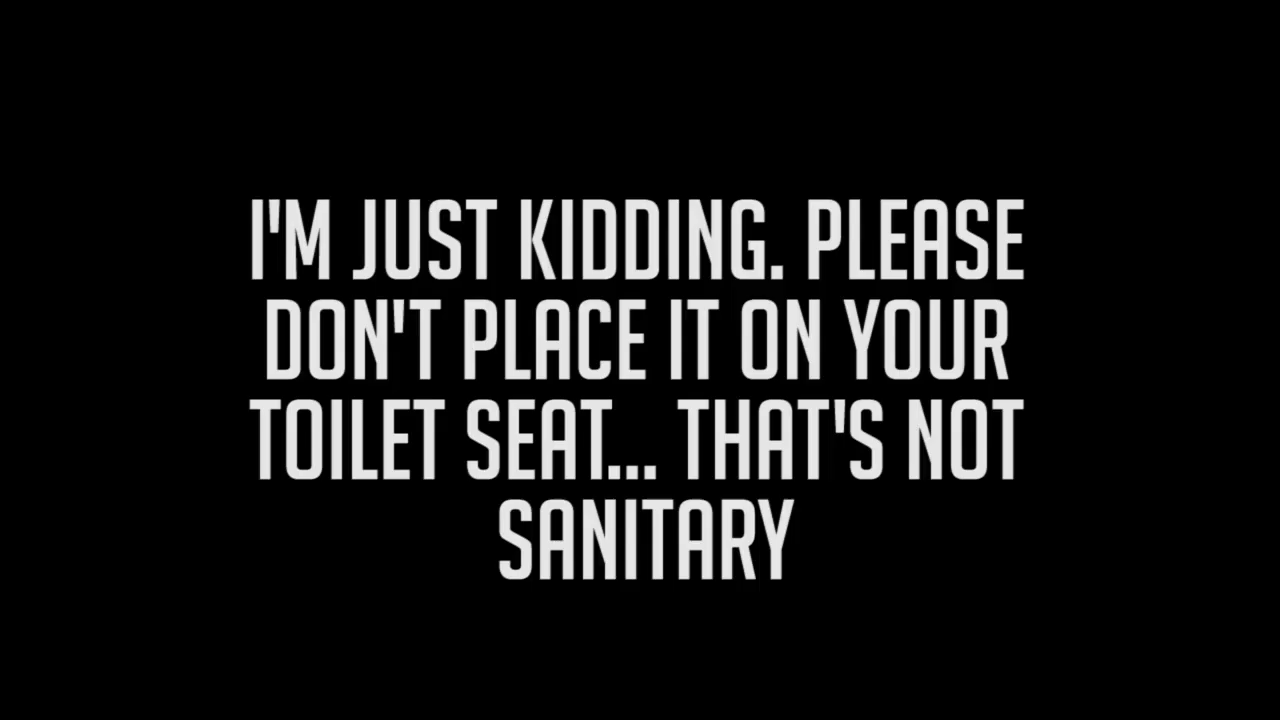 I'M JUST KIDDING. PLEASE
DON'T PLACE IT ON YOUR
TOILET SEAT... THAT'S NOT
SANITARY